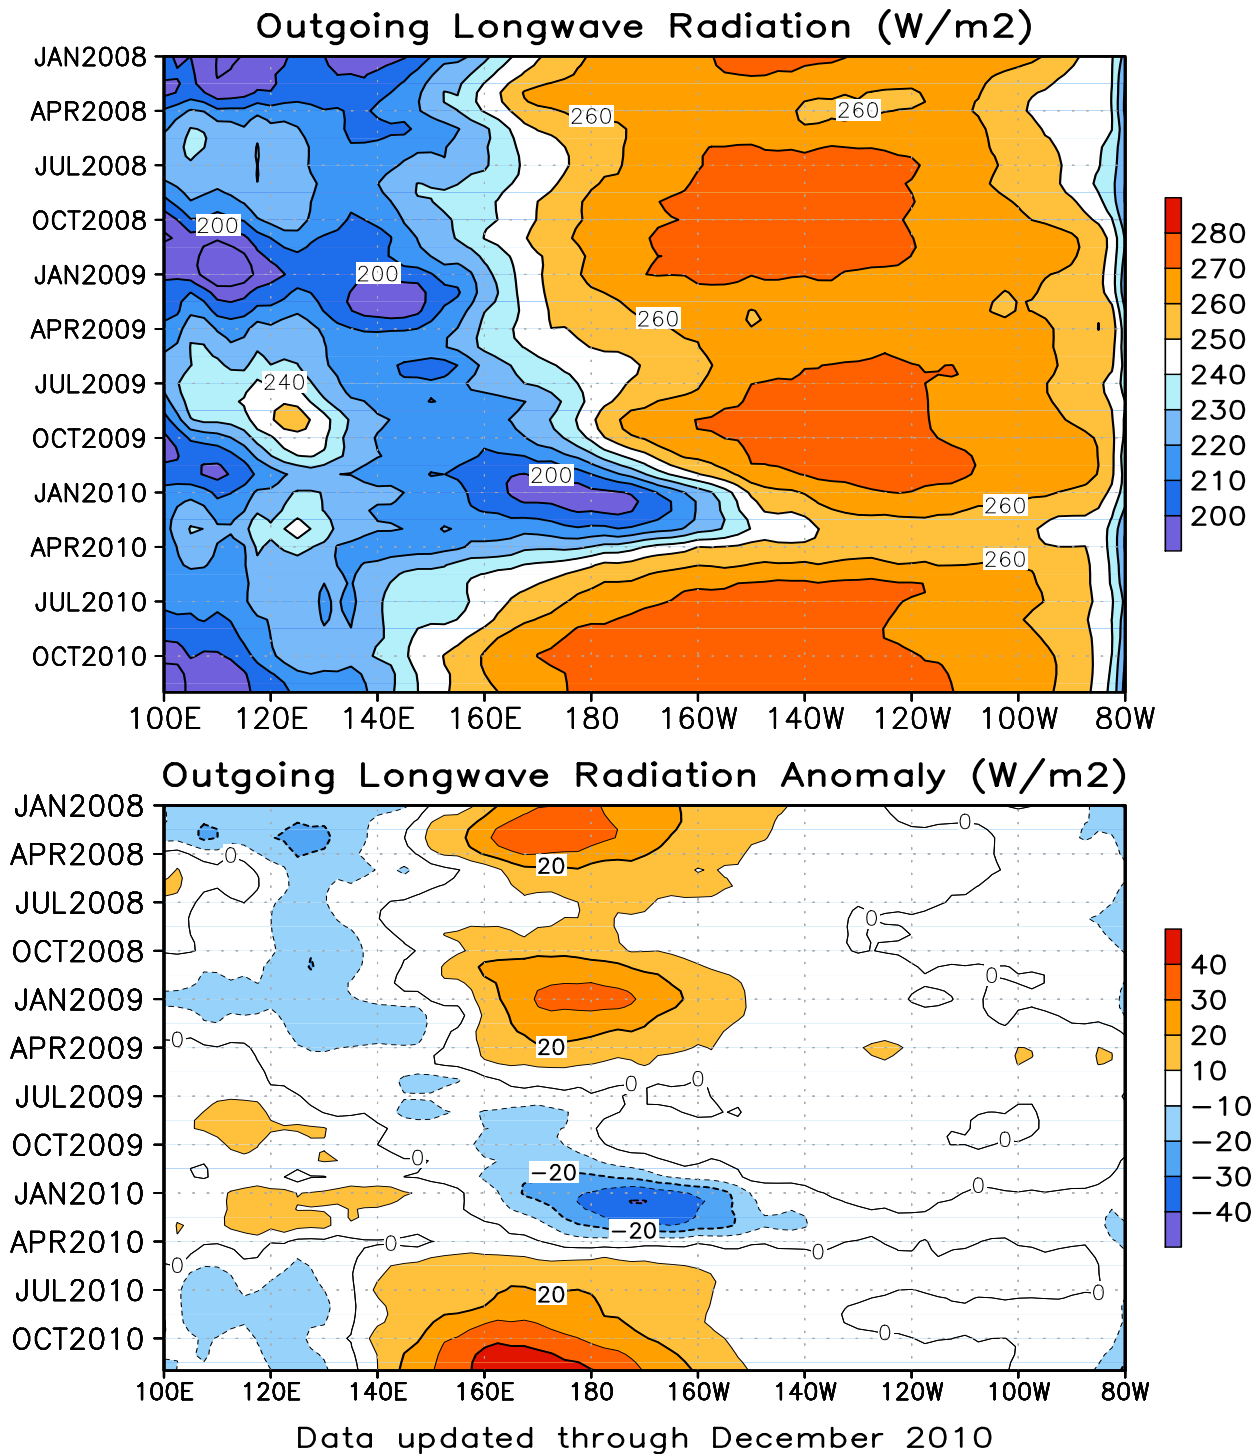 Outgoing Longwave Radiation (W/m2)
JAN2008
APR2008
JUL2008
OCT2008
JAN2009
APR2009
JUL2009
OCT2009
JAN2010
APR2010
JUL2010
OCT2010
260
260
200
200
260
240
200
260
260
280
270
260
250
240
230
220
210
200
100E 120E 140E 160E 180 160W 140W 120W 100W 80W
Outgoing Longwave Radiation Anomaly (W/m2)
JAN2008
APR2008
JUL2008
OCT2008
JAN2009
APR2009
JUL2009
OCT2009
JAN2010
APR2010
JUL2010
OCT2010
0
0
20
0
0
0
20
0
0
0
0
-20
0
-20
0
0
0
0
20
0
40
30
20
10
-10
-20
-30
-40
100E 120E 140E 160E 180 160W 140W 120W 100W 80W
Data updated through December 2010